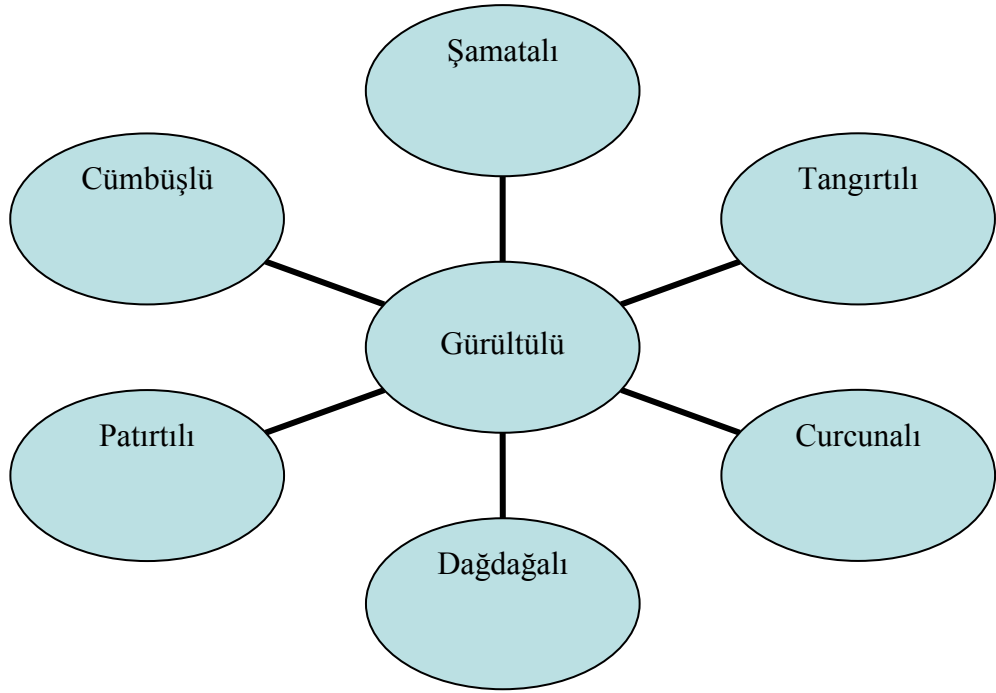 Şamatalı
Cümbüşlü
Tangırtılı
Gürültülü
Patırtılı
Curcunalı
Dağdağalı